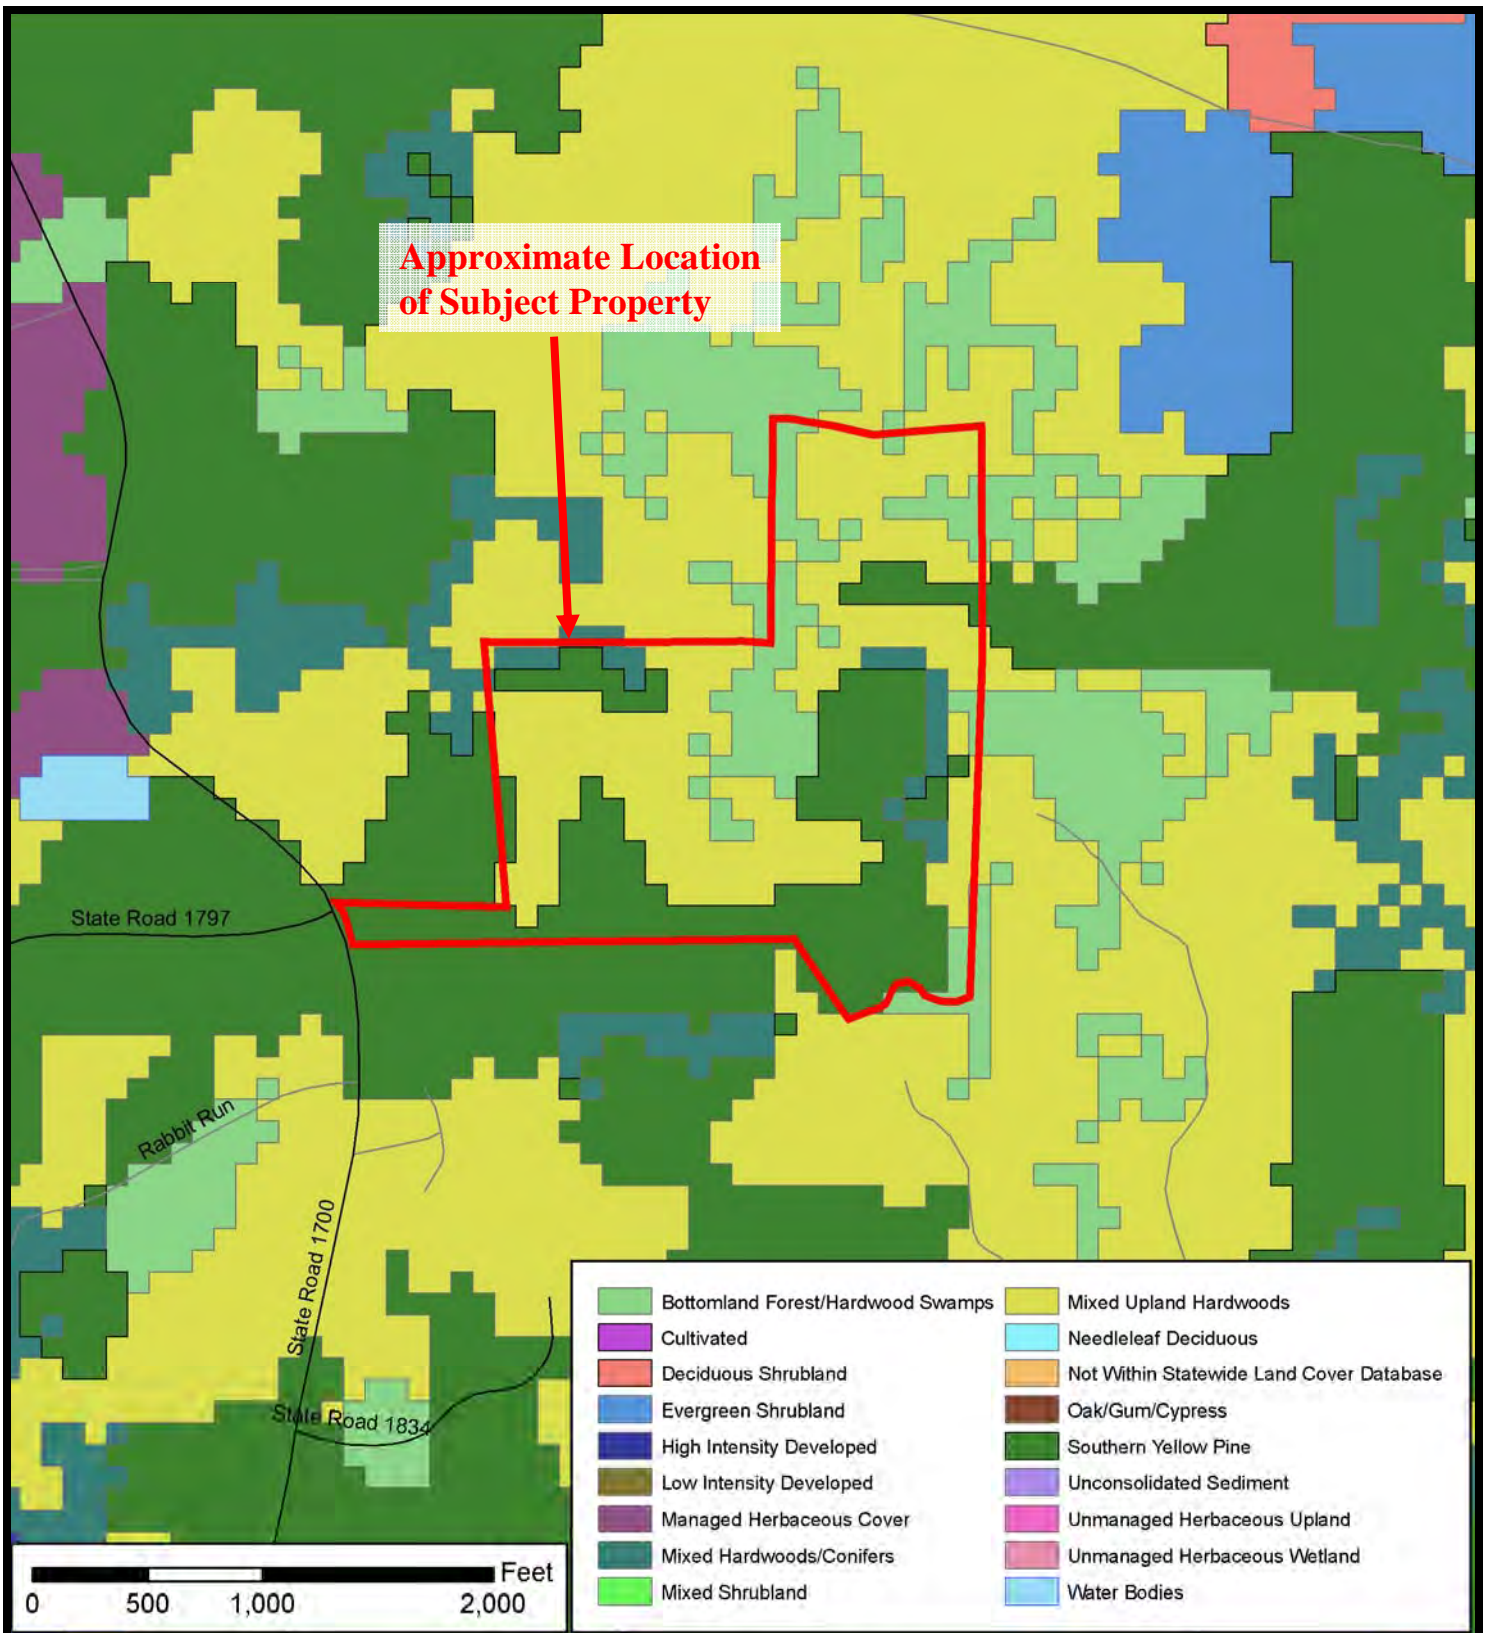 Approximate Location
of Subject Property
State Road 1797
Rabbit Run
State Road 1700
State Road 1834
Bottomland Forest/Hardwood Swamps
Cultivated
Deciduous Shrubland
Evergreen Shrubland
High Intensity Developed
Low Intensity Developed
Managed Herbaceous Cover
Mixed Hardwoods/Conifers
Mixed Shrubland
Mixed Upland Hardwoods
Needleleaf Deciduous
Not Within Statewide Land Cover Database
Oak/Gum/Cypress
Southern Yellow Pine
Unconsolidated Sediment
Unmanaged Herbaceous Upland
Unmanaged Herbaceous Wetland
Water Bodies
Feet
0 500 1,000 2,000